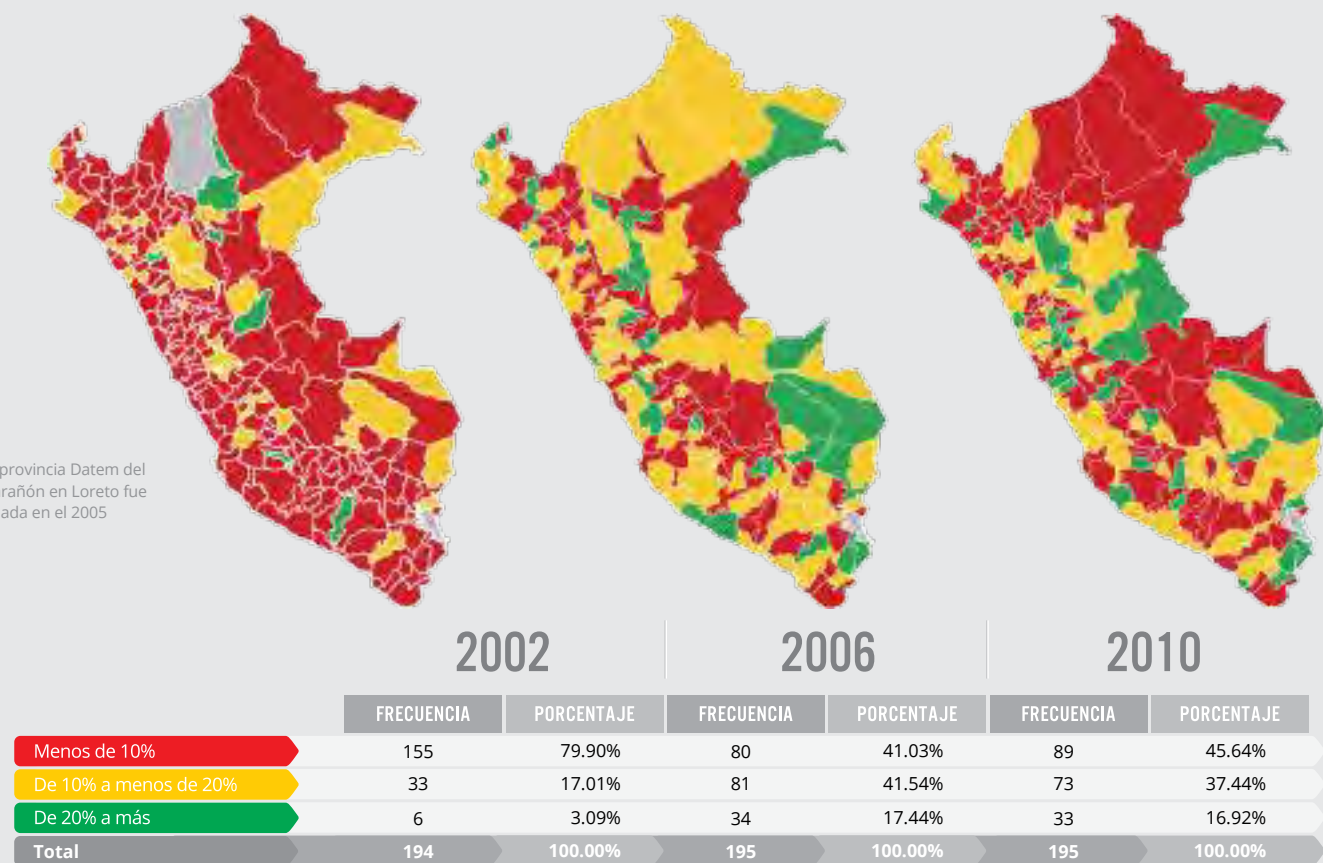 provincia Datem del
en Loreto fue
en el 2005
2002 2006 2010
FRECUENCIA PORCENTAJE FRECUENCIA PORCENTAJE FRECUENCIA PORCENTAJE
Menos de 10% 155 79.90% 80 41.03% 89 45.64%
De 10% a menos de 20% 33 17.01% 81 41.54% 73 37.44%
De 20% a más 6 3.09% 34 17.44% 33 16.92%
Total 194 100.00% 195 100.00% 195 100.00%